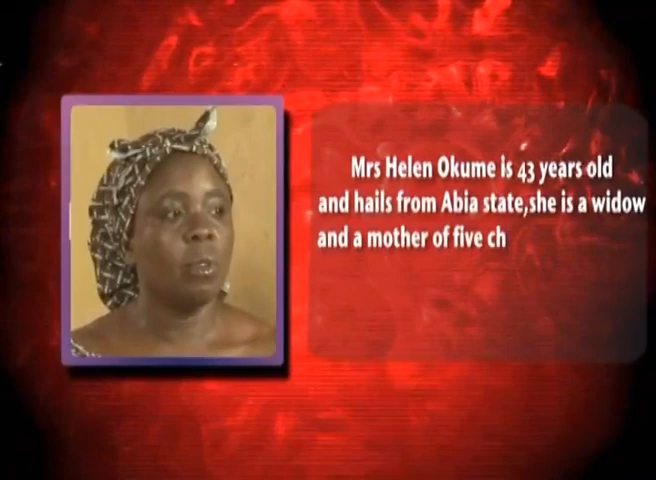 Mrs Helen Okume is 43 years old
and hails from Abia state,she is a widow
and a mother of five ch